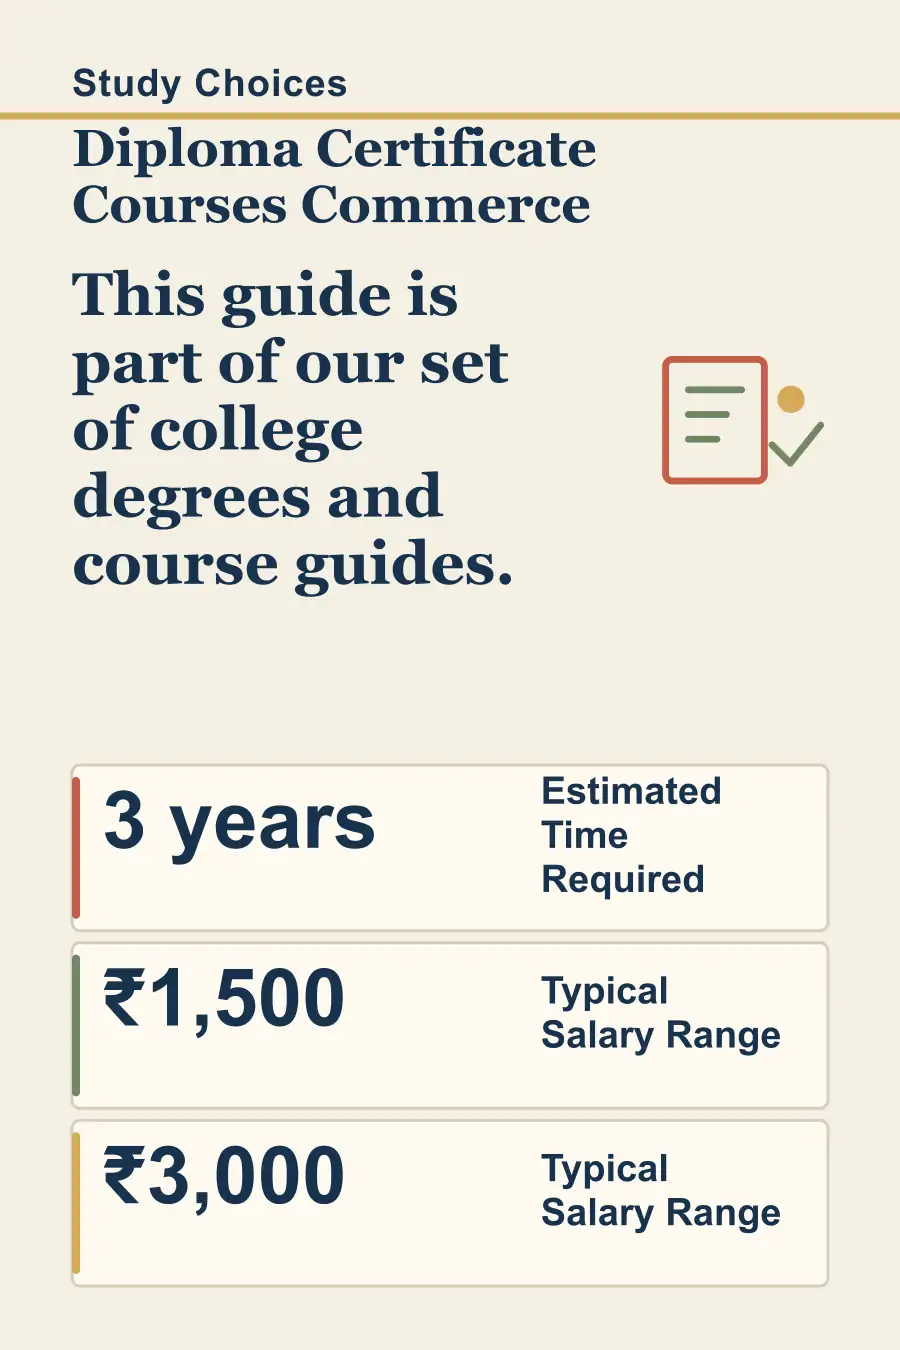 Study Choices
Diploma Certificate
Courses Commerce
This guide is
part of our set
of college
degrees and
course guides.
3 years
Estimated
Time
Required
₹1,500
Typical
Salary Range
₹3,000
Typical
Salary Range